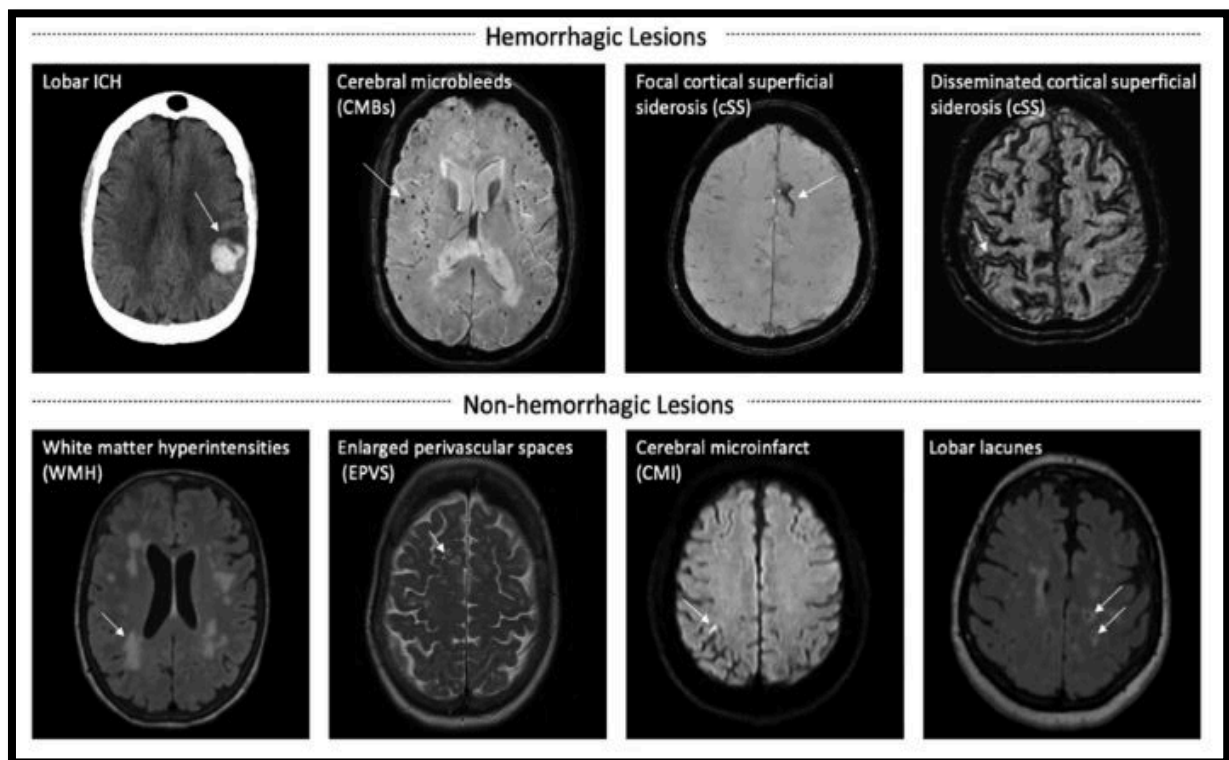 Hemorrhagic Lesions
Lobar ICH
Cerebral microbleeds
(CMBs)
Focal cortical superficial
siderosis (cSS)
Disseminated cortical superficial
siderosis (cSS)
Non-hemorrhagic Lesions
White matter hyperintensities
(WMH)
Enlarged perivascular spaces
(EPVS)
Cerebral microinfarct
(CMI)
Lobar lacunes